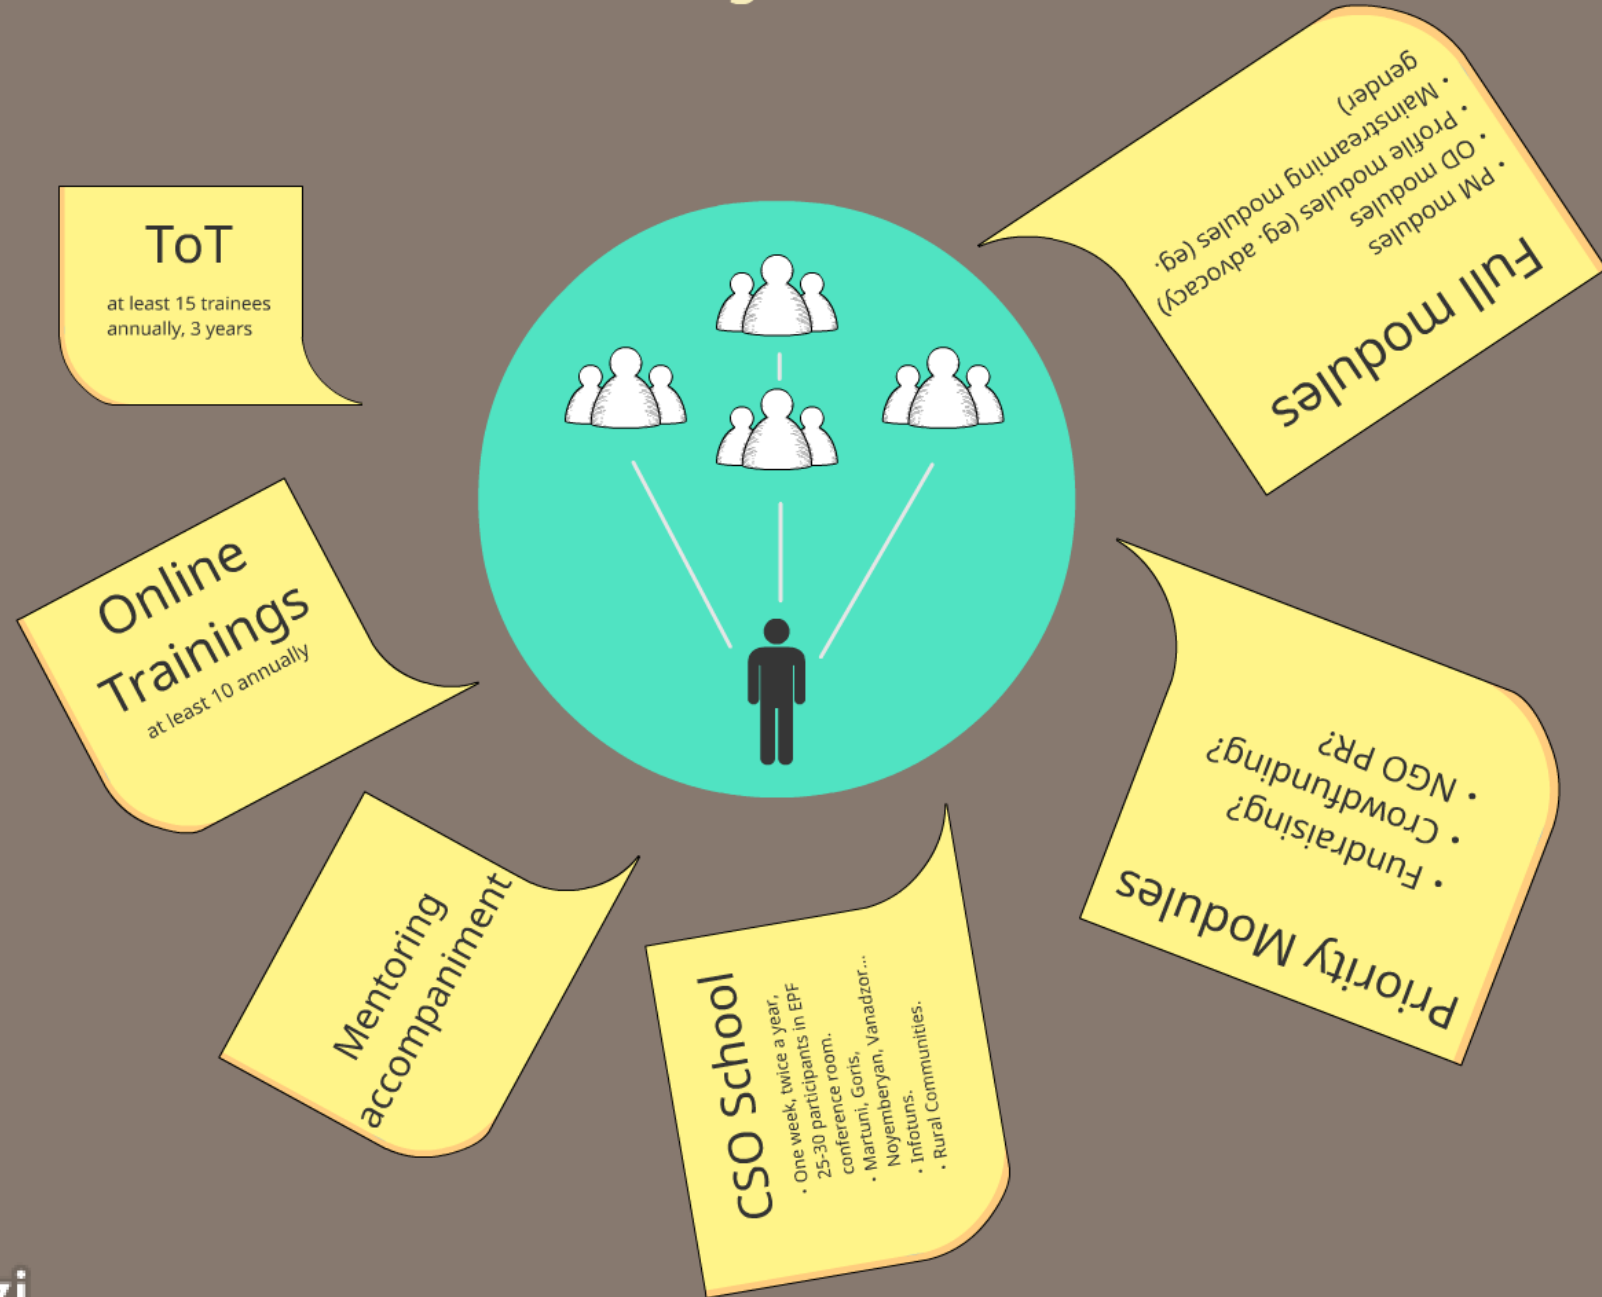 ToT
at least 15 trainees
annually, 3 years
Online
Trainings
at least 10 annually
Mentoring
accompaniment
CSO School
• One week, twice a year,
25-30 participants in EPF
conference room.
• Martuni, Goris,
Noyemberyan, Vanadzor...
• Infotuns.
• Rural Communities.
Priority Modules
• Fundraising?
• Crowdfunding?
• NGO PR?
Full modules
• PM modules
• OD modules
• Profile modules (eg. advocacy)
• Mainstreaming modules (eg.
gender)
zi